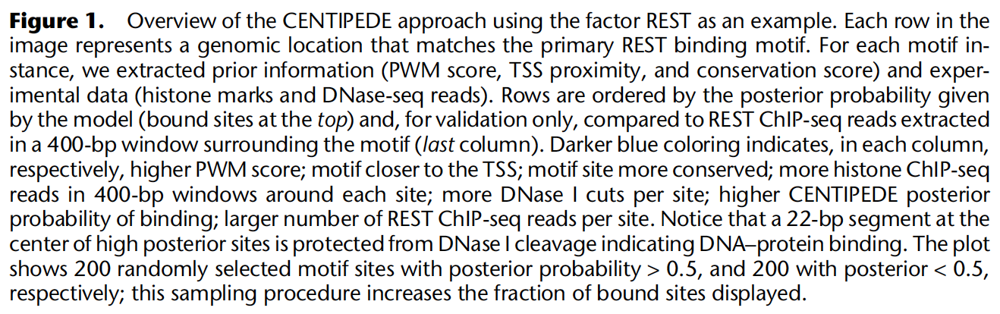 Figure 1. Overview of the CENTIPEDE approach using the factor REST as an example. Each row in the
image represents a genomic location that matches the primary REST binding motif. For each motif in-
stance, we extracted prior information (PWM score, TSS proximity, and conservation score) and exper-
imental data (histone marks and DNase-seq reads). Rows are ordered by the posterior probability given
by the model (bound sites at the top) and, for validation only, compared to REST ChIP-seq reads extracted
in a 400-bp window surrounding the motif (last column). Darker blue coloring indicates, in each column,
respectively, higher PWM score; motif closer to the TSS; motif site more conserved; more histone ChIP-seq
reads in 400-bp windows around each site; more DNase I cuts per site; higher CENTIPEDE posterior
probability of binding; larger number of REST ChIP-seq reads per site. Notice that a 22-bp segment at the
center of high posterior sites is protected from DNase I cleavage indicating DNA–protein binding. The plot
shows 200 randomly selected motif sites with posterior probability > 0.5, and 200 with posterior < 0.5,
respectively; this sampling procedure increases the fraction of bound sites displayed.